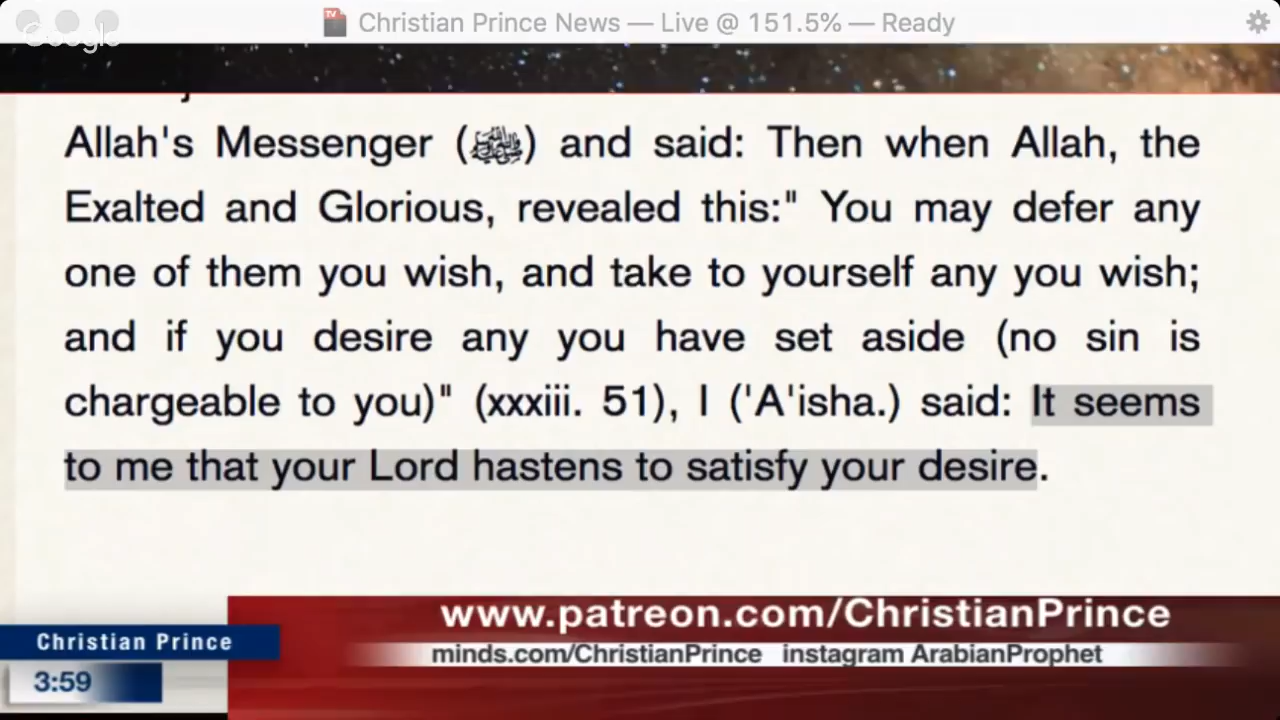 Christian Prince News — Live @ 151.5% — Ready
Google
Allah's Messenger (ﷺ) and said: Then when Allah, the
Exalted and Glorious, revealed this:" You may defer any
one of them you wish, and take to yourself any you wish;
and if you desire any you have set aside (no sin is
chargeable to you)" (xxxiii. 51), I ('A'isha.) said: It seems
to me that your Lord hastens to satisfy your desire.
www.patreon.com/ChristianPrince
Christian Prince
minds.com/ChristianPrince instagram ArabianProphet
3:59